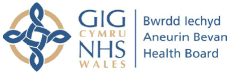 GIG
CYMRU
NHS
WALES
Bwrdd Iechyd
Aneurin Bevan
Health Board